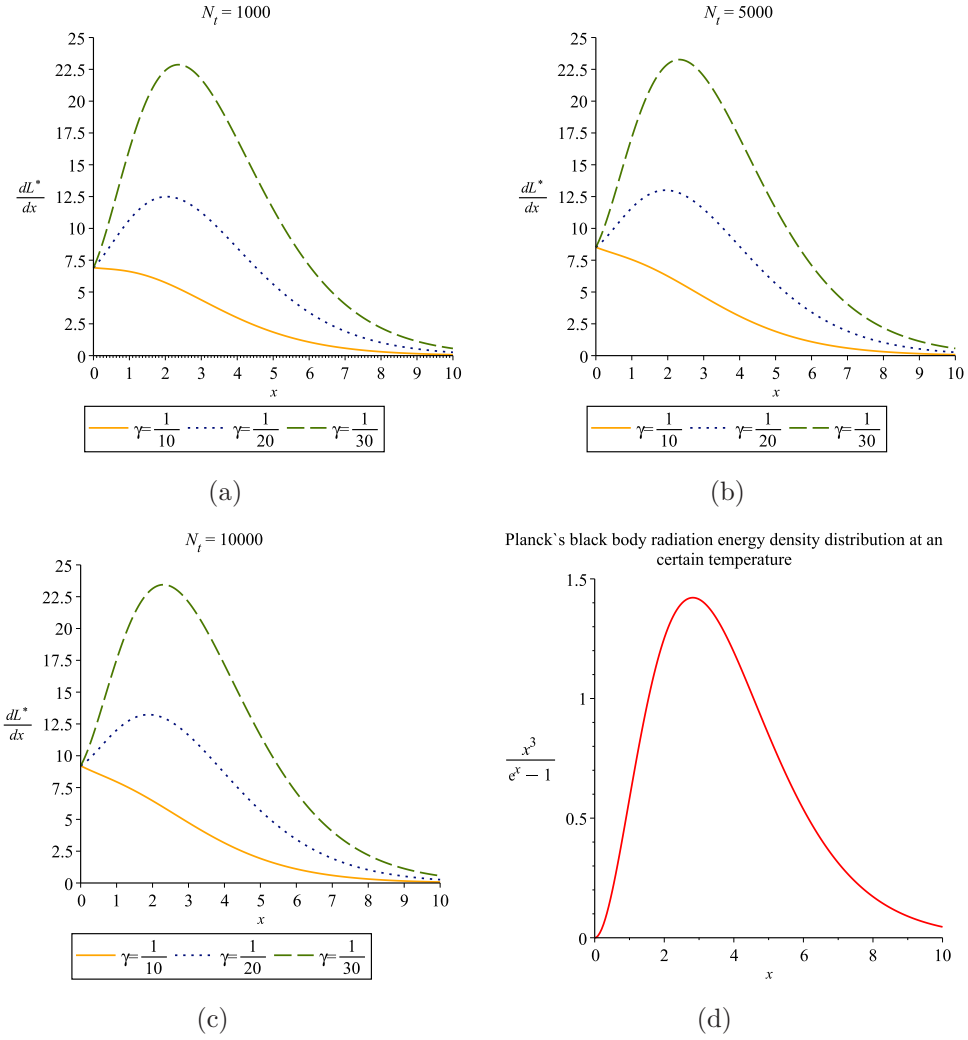 N_t = 1000
25
22.5
20
17.5
15
dL*
dx
12.5
10
7.5
5
2.5
0
0 1 2 3 4 5 6 7 8 9 10
x
γ= 1/10 γ= 1/20 γ= 1/30
(a)
N_t = 5000
25
22.5
20
17.5
15
dL*
dx
12.5
10
7.5
5
2.5
0
0 1 2 3 4 5 6 7 8 9 10
x
γ= 1/10 γ= 1/20 γ= 1/30
(b)
N_t = 10000
25
22.5
20
17.5
15
12.5
dL*
dx
10
7.5
5
2.5
0
0 1 2 3 4 5 6 7 8 9 10
x
γ= 1/10 γ= 1/20 γ= 1/30
(c)
Planck`s black body radiation energy density distribution at an
certain temperature
1.5
1
x³
e^x − 1
0.5
0
0 2 4 6 8 10
x
(d)